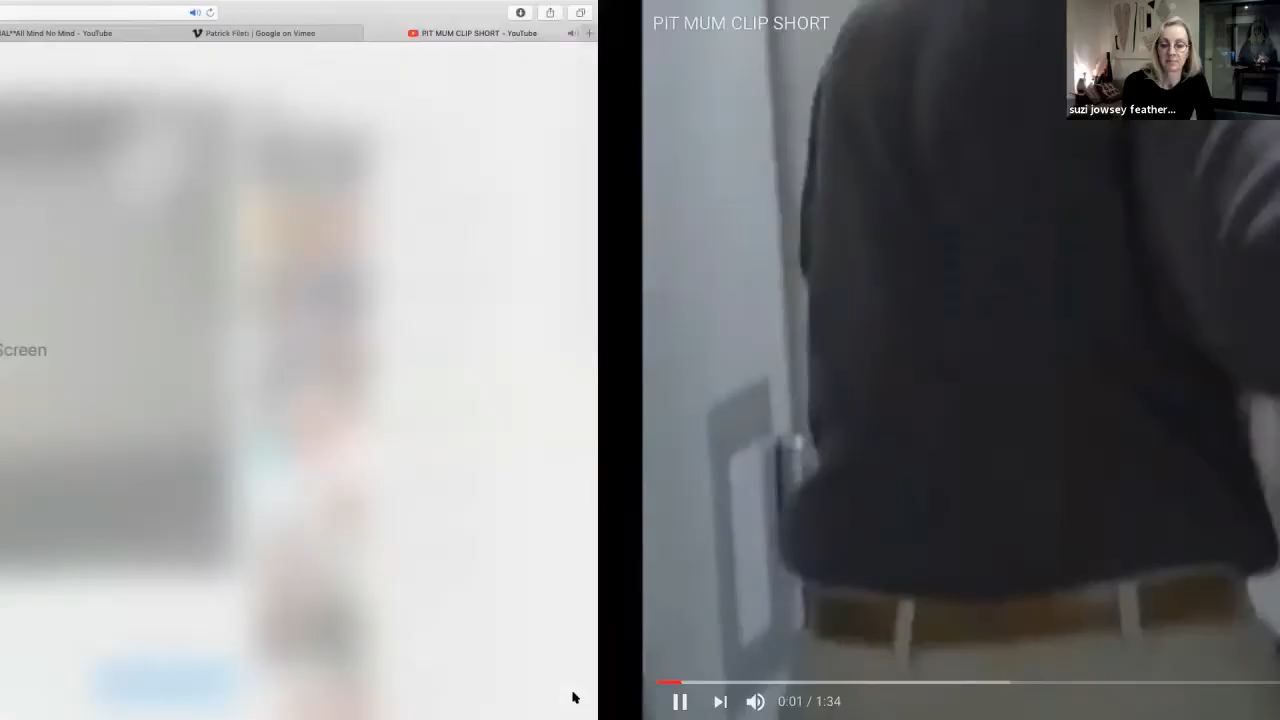 AL**All Mind No Mind - YouTube
Patrick Fileti | Google on Vimeo
PIT MUM CLIP SHORT - YouTube
PIT MUM CLIP SHORT
suzi jowsey feather...
Screen
0:01 / 1:34